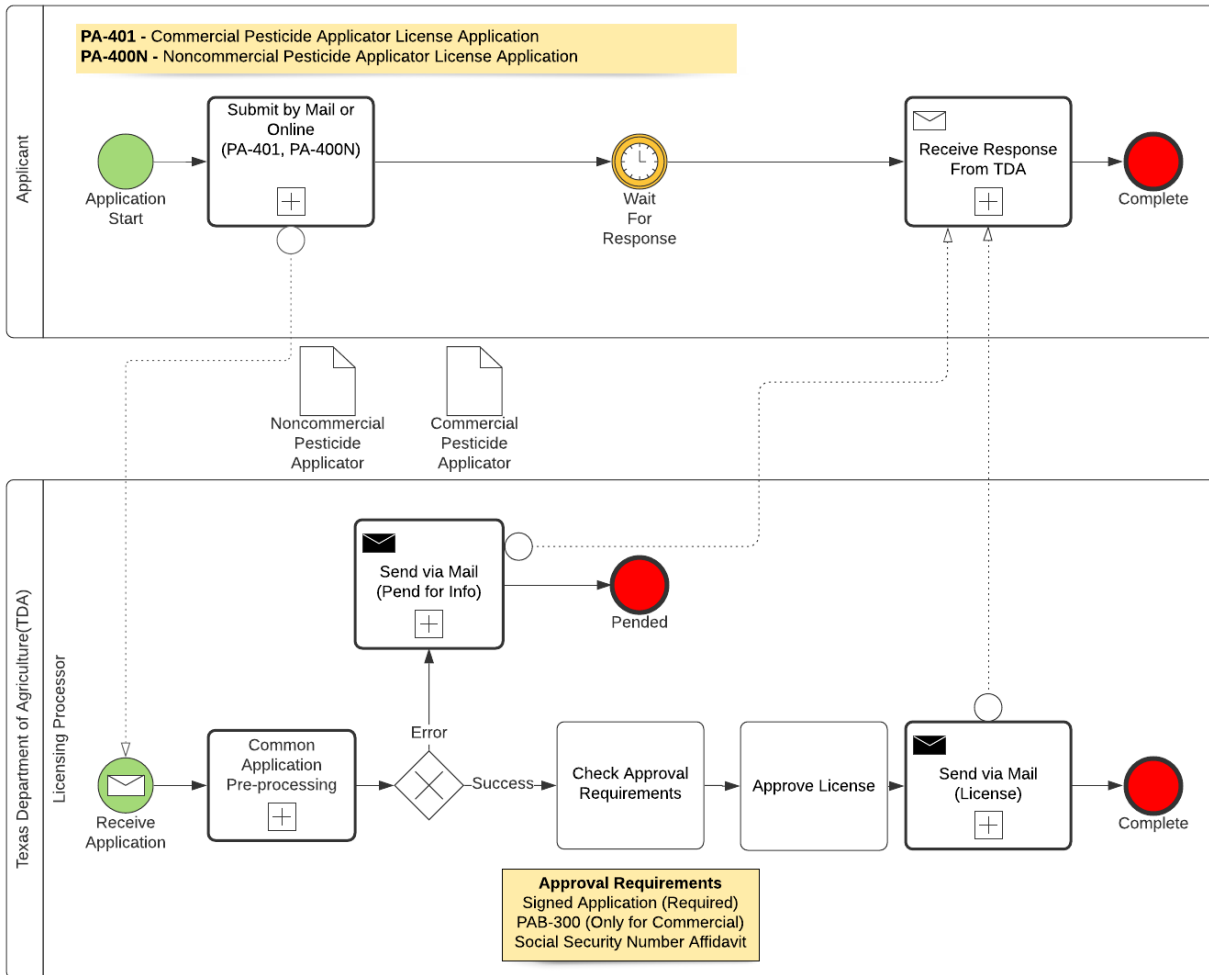 PA-401 - Commercial Pesticide Applicator License Application
PA-400N - Noncommercial Pesticide Applicator License Application
Applicant
Application
Start
Submit by Mail or
Online
(PA-401, PA-400N)
Wait
For
Response
Receive Response
From TDA
Complete
Noncommercial
Pesticide
Applicator
Commercial
Pesticide
Applicator
Texas Department of Agriculture(TDA)
Licensing Processor
Send via Mail
(Pend for Info)
Pended
Error
Receive
Application
Common
Application
Pre-processing
Success
Check Approval
Requirements
Approve License
Send via Mail
(License)
Complete
Approval Requirements
Signed Application (Required)
PAB-300 (Only for Commercial)
Social Security Number Affidavit